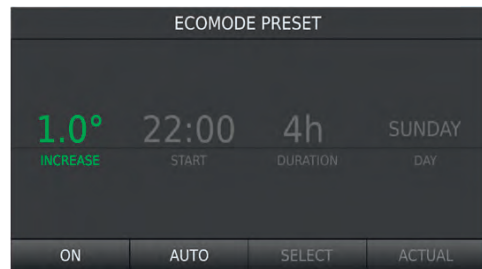 ECOMODE PRESET
1.0° 22:00 4h SUNDAY
INCREASE START DURATION DAY
ON AUTO SELECT ACTUAL